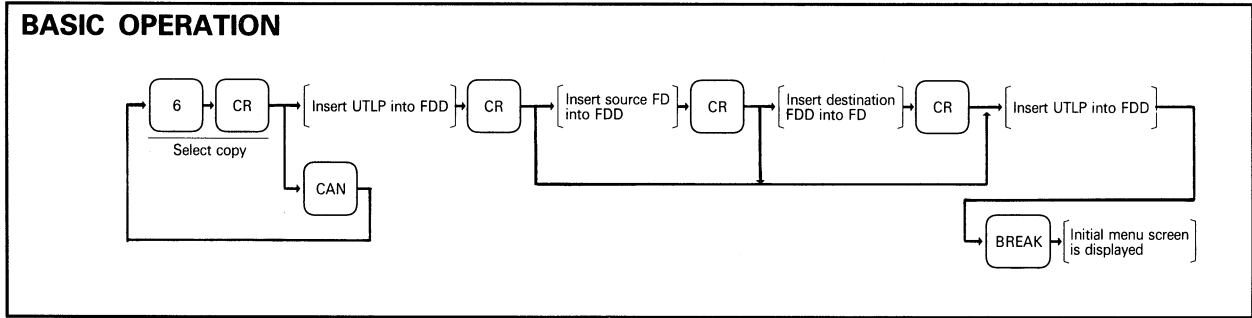 BASIC OPERATION
6
CR
Select copy
CAN
Insert UTLP into FDD
CR
Insert source FD
into FDD
CR
Insert destination
FDD into FD
CR
Insert UTLP into FDD
BREAK
Initial menu screen
is displayed